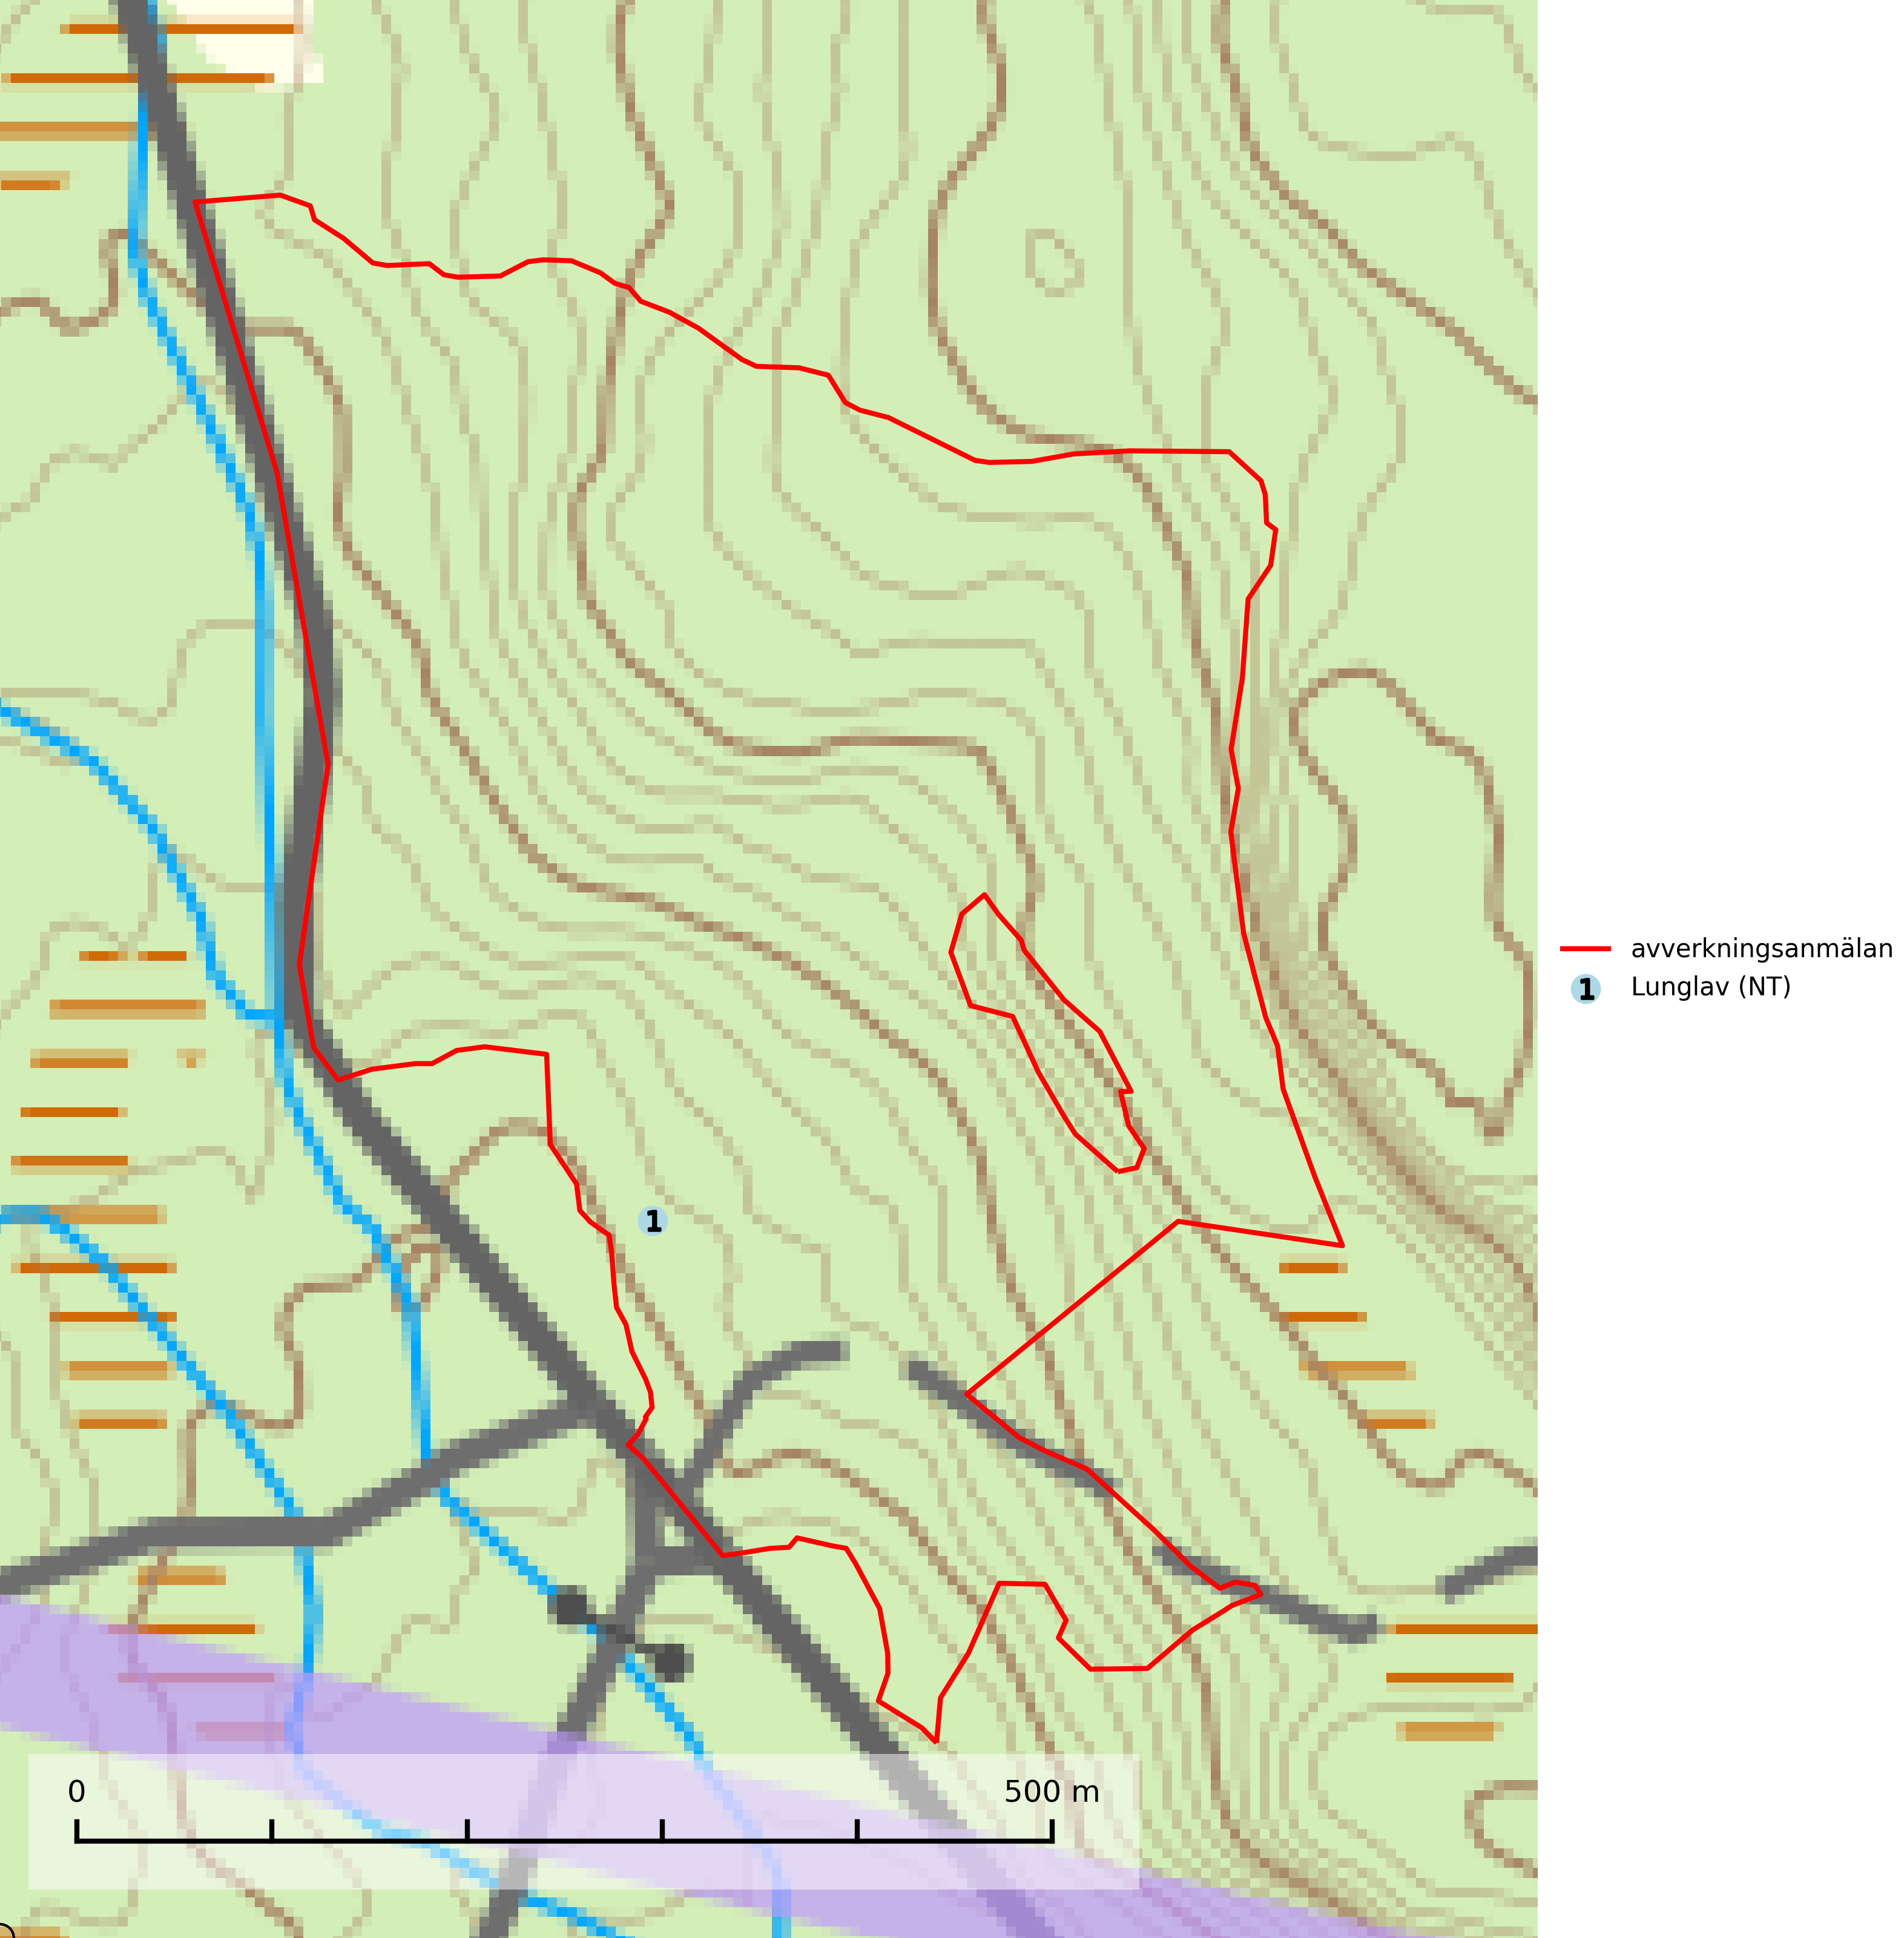 avverkningsanmälan
1 Lunglav (NT)
1
0 500 m